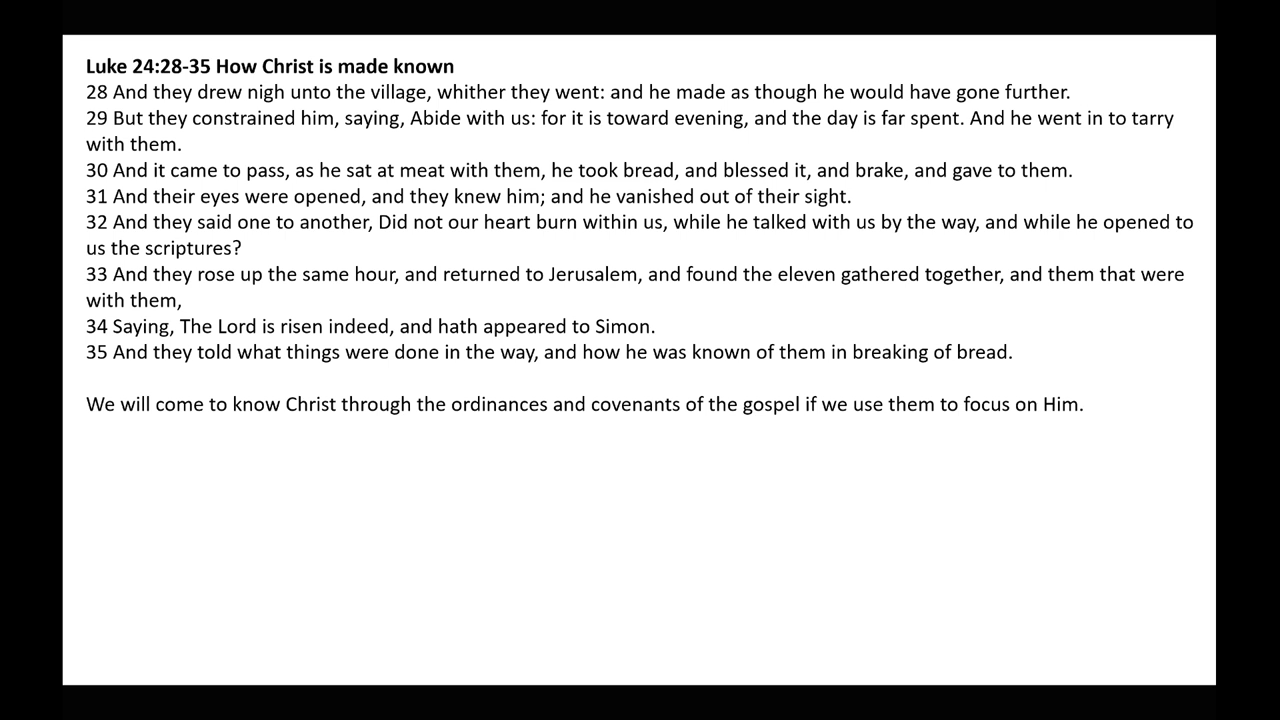 Luke 24:28-35 How Christ is made known
28 And they drew nigh unto the village, whither they went: and he made as though he would have gone further.
29 But they constrained him, saying, Abide with us: for it is toward evening, and the day is far spent. And he went in to tarry
with them.
30 And it came to pass, as he sat at meat with them, he took bread, and blessed it, and brake, and gave to them.
31 And their eyes were opened, and they knew him; and he vanished out of their sight.
32 And they said one to another, Did not our heart burn within us, while he talked with us by the way, and while he opened to
us the scriptures?
33 And they rose up the same hour, and returned to Jerusalem, and found the eleven gathered together, and them that were
with them,
34 Saying, The Lord is risen indeed, and hath appeared to Simon.
35 And they told what things were done in the way, and how he was known of them in breaking of bread.
We will come to know Christ through the ordinances and covenants of the gospel if we use them to focus on Him.